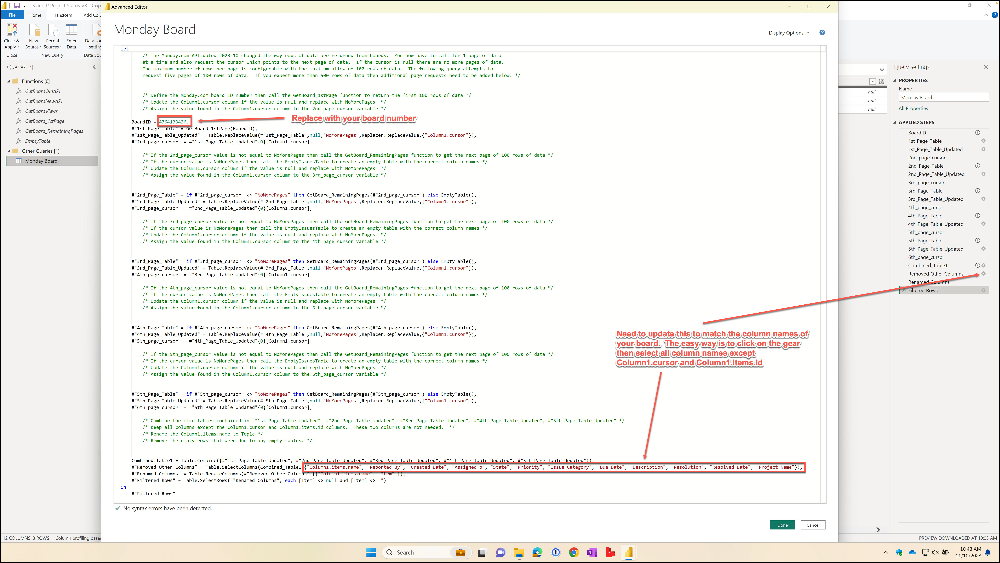 S and P Project Status V3 - Cop
Advanced Editor
File
Home
Transform
Add Colu
Close &
Apply
New
Source
Recent
Sources
Enter
Data
Data sou
setting
Close
New Query
Data Sou
Queries [7]
Functions [6]
fx GetBoardOldAPI
fx GetBoardNewAPI
fx GetBoardViews
fx GetBoard_1stPage
fx GetBoard_RemainingPages
fx EmptyTable
Other Queries [1]
Monday Board
12 COLUMNS, 3 ROWS
Column profiling base
Monday Board
Display Options
?
let
/* The Monday.com API dated 2023-10 changed the way rows of data are returned from boards.  You now have to call for 1 page of data
at a time and also request the cursor which points to the next page of data.  If the cursor is null there are no more pages of data.
The maximum number of rows per page is configurable with the maximum allow of 100 rows of data.  The following query attempts to
request five pages of 100 rows of data.  If you expect more than 500 rows of data then additional page requests need to be added below. */
/* Define the Monday.com board ID number then call the GetBoard_1stPage function to return the first 100 rows of data */
/* Update the Column1.cursor column if the value is null and replace with NoMorePages  */
/* Assign the value found in the Column1.cursor column to the 2nd_page_cursor variable */
BoardID = 4764133436,
Replace with your board number
#"1st_Page_Table" = GetBoard_1stPage(BoardID),
#"1st_Page_Table_Updated" = Table.ReplaceValue(#"1st_Page_Table",null,"NoMorePages",Replacer.ReplaceValue,{"Column1.cursor"}),
#"2nd_page_cursor" = #"1st_Page_Table_Updated"{0}[Column1.cursor],
/* If the 2nd_page_cursor value is not equal to NoMorePages then call the GetBoard_RemainingPages function to get the next page of 100 rows of data */
/* If the cursor value is NoMorePages then call the EmptyIssuesTable to create an empty table with the correct column names */
/* Update the Column1.cursor column if the value is null and replace with NoMorePages  */
/* Assign the value found in the Column1.cursor column to the 3rd_page_cursor variable */
#"2nd_Page_Table" = if #"2nd_page_cursor" <> "NoMorePages" then GetBoard_RemainingPages(#"2nd_page_cursor") else EmptyTable(),
#"2nd_Page_Table_Updated" = Table.ReplaceValue(#"2nd_Page_Table",null,"NoMorePages",Replacer.ReplaceValue,{"Column1.cursor"}),
#"3rd_page_cursor" = #"2nd_Page_Table_Updated"{0}[Column1.cursor],
/* If the 3rd_page_cursor value is not equal to NoMorePages then call the GetBoard_RemainingPages function to get the next page of 100 rows of data */
/* If the cursor value is NoMorePages then call the EmptyIssuesTable to create an empty table with the correct column names */
/* Update the Column1.cursor column if the value is null and replace with NoMorePages  */
/* Assign the value found in the Column1.cursor column to the 4th_page_cursor variable */
#"3rd_Page_Table" = if #"3rd_page_cursor" <> "NoMorePages" then GetBoard_RemainingPages(#"3rd_page_cursor") else EmptyTable(),
#"3rd_Page_Table_Updated" = Table.ReplaceValue(#"3rd_Page_Table",null,"NoMorePages",Replacer.ReplaceValue,{"Column1.cursor"}),
#"4th_page_cursor" = #"3rd_Page_Table_Updated"{0}[Column1.cursor],
/* If the 4th_page_cursor value is not equal to NoMorePages then call the GetBoard_RemainingPages function to get the next page of 100 rows of data */
/* If the cursor value is NoMorePages then call the EmptyIssuesTable to create an empty table with the correct column names */
/* Update the Column1.cursor column if the value is null and replace with NoMorePages  */
/* Assign the value found in the Column1.cursor column to the 5th_page_cursor variable */
#"4th_Page_Table" = if #"4th_page_cursor" <> "NoMorePages" then GetBoard_RemainingPages(#"4th_page_cursor") else EmptyTable(),
#"4th_Page_Table_Updated" = Table.ReplaceValue(#"4th_Page_Table",null,"NoMorePages",Replacer.ReplaceValue,{"Column1.cursor"}),
#"5th_page_cursor" = #"4th_Page_Table_Updated"{0}[Column1.cursor],
Need to update this to match the column names of
your board.  The easy way is to click on the gear
then select all column names except
Column1.cursor and Column1.items.id
/* If the 5th_page_cursor value is not equal to NoMorePages then call the GetBoard_RemainingPages function to get the next page of 100 rows of data */
/* If the cursor value is NoMorePages then call the EmptyIssuesTable to create an empty table with the correct column names */
/* Update the Column1.cursor column if the value is null and replace with NoMorePages  */
/* Assign the value found in the Column1.cursor column to the 6th_page_cursor variable */
#"5th_Page_Table" = if #"5th_page_cursor" <> "NoMorePages" then GetBoard_RemainingPages(#"5th_page_cursor") else EmptyTable(),
#"5th_Page_Table_Updated" = Table.ReplaceValue(#"5th_Page_Table",null,"NoMorePages",Replacer.ReplaceValue,{"Column1.cursor"}),
#"6th_page_cursor" = #"5th_Page_Table_Updated"{0}[Column1.cursor],
/* Combine the five tables contained in #"1st_Page_Table_Updated", #"2nd_Page_Table_Updated", #"3rd_Page_Table_Updated", #"4th_Page_Table_Updated", #"5th_Page_Table_Updated" */
/* Keep all columns except the Column1.cursor and Column1.items.id columns.  These two columns are not needed.  */
/* Rename the Column1.items.name to Topic */
/* Remove the empty rows that were due to any empty tables. */
Combined_Table1 = Table.Combine({#"1st_Page_Table_Updated", #"2nd_Page_Table_Updated", #"3rd_Page_Table_Updated", #"4th_Page_Table_Updated", #"5th_Page_Table_Updated"}),
#"Removed Other Columns" = Table.SelectColumns(Combined_Table1,{"Column1.items.name", "Reported By", "Created Date", "AssignedTo", "State", "Priority", "Issue Category", "Due Date", "Description", "Resolution", "Resolved Date", "Project Name"}),
#"Renamed Columns" = Table.RenameColumns(#"Removed Other Columns",{{"Column1.items.name", "Item"}}),
#"Filtered Rows" = Table.SelectRows(#"Renamed Columns", each [Item] <> null and [Item] <> "")
in
#"Filtered Rows"
No syntax errors have been detected.
Done
Cancel
?
ABC
123
null
null
null
Query Settings
PROPERTIES
Name
Monday Board
All Properties
APPLIED STEPS
BoardID
1st_Page_Table
1st_Page_Table_Updated
2nd_page_cursor
2nd_Page_Table
2nd_Page_Table_Updated
3rd_page_cursor
3rd_Page_Table
3rd_Page_Table_Updated
4th_page_cursor
4th_Page_Table
4th_Page_Table_Updated
5th_page_cursor
5th_Page_Table
5th_Page_Table_Updated
6th_page_cursor
Combined_Table1
Removed Other Columns
Renamed Columns
Filtered Rows
PREVIEW DOWNLOADED AT 10:23 AM
Search
10:43 AM
11/10/2023